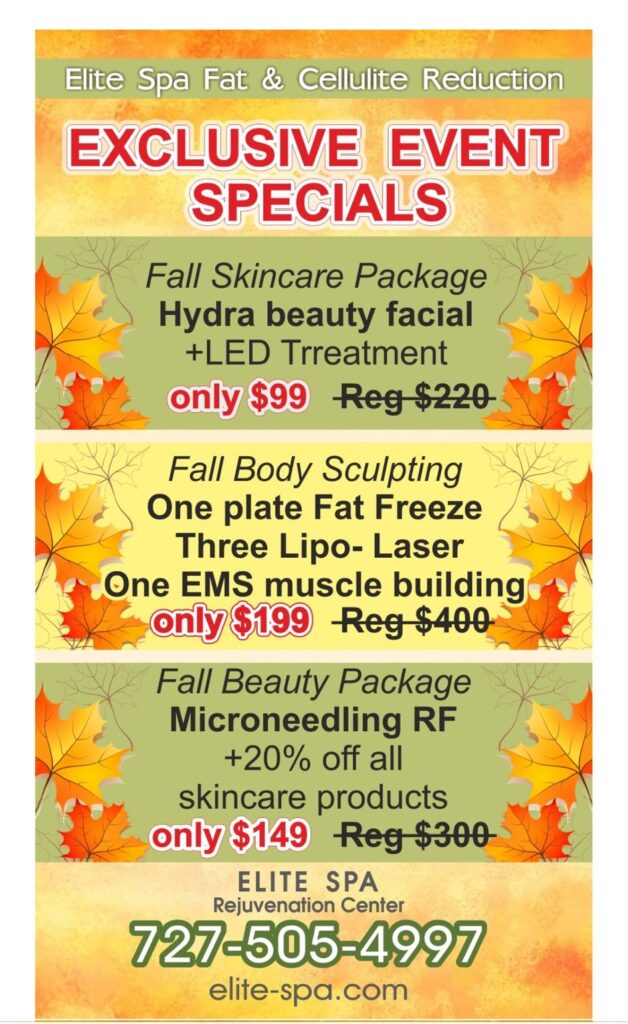 Elite Spa Fat & Cellulite Reduction
EXCLUSIVE EVENT
SPECIALS
Fall Skincare Package
Hydra beauty facial
+LED Trreatment
only $99 Reg $220
Fall Body Sculpting
One plate Fat Freeze
Three Lipo- Laser
One EMS muscle building
only $199 Reg $400
Fall Beauty Package
Microneedling RF
+20% off all
skincare products
only $149 Reg $300
ELITE SPA
Rejuvenation Center
727-505-4997
elite-spa.com